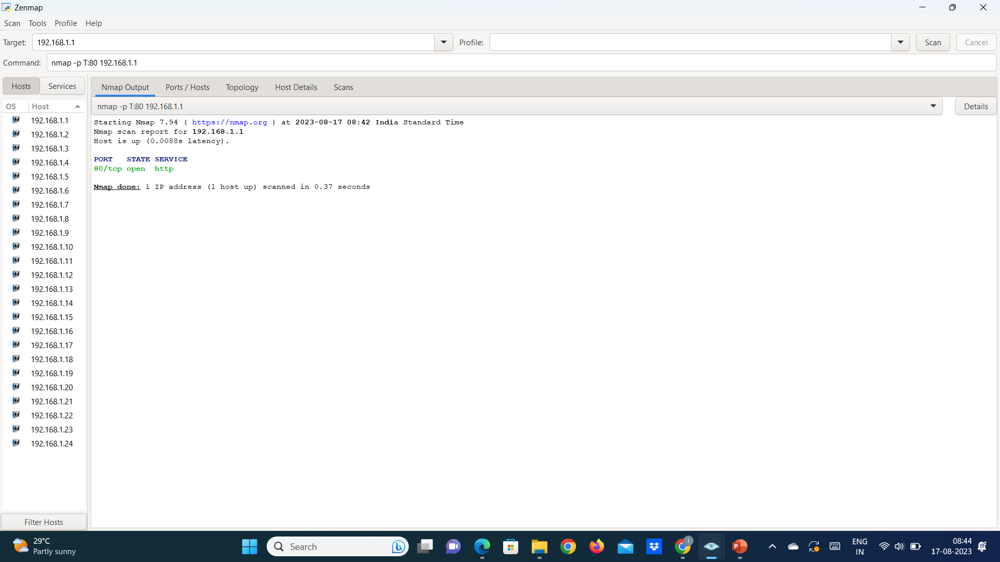 Zenmap
Scan Tools Profile Help
Target: 192.168.1.1 Profile: Scan Cancel
Command: nmap -p T:80 192.168.1.1
Hosts Services
Nmap Output Ports / Hosts Topology Host Details Scans
OS Host
nmap -p T:80 192.168.1.1 Details
192.168.1.1
192.168.1.2
192.168.1.3
192.168.1.4
192.168.1.5
192.168.1.6
192.168.1.7
192.168.1.8
192.168.1.9
192.168.1.10
192.168.1.11
192.168.1.12
192.168.1.13
192.168.1.14
192.168.1.15
192.168.1.16
192.168.1.17
192.168.1.18
192.168.1.19
192.168.1.20
192.168.1.21
192.168.1.22
192.168.1.23
192.168.1.24
Filter Hosts
Starting Nmap 7.94 ( https://nmap.org ) at 2023-08-17 08:42 India Standard Time
Nmap scan report for 192.168.1.1
Host is up (0.0088s latency).
PORT STATE SERVICE
80/tcp open http
Nmap done: 1 IP address (1 host up) scanned in 0.37 seconds
29°C
Partly sunny
Search
ENG
IN
08:44
17-08-2023